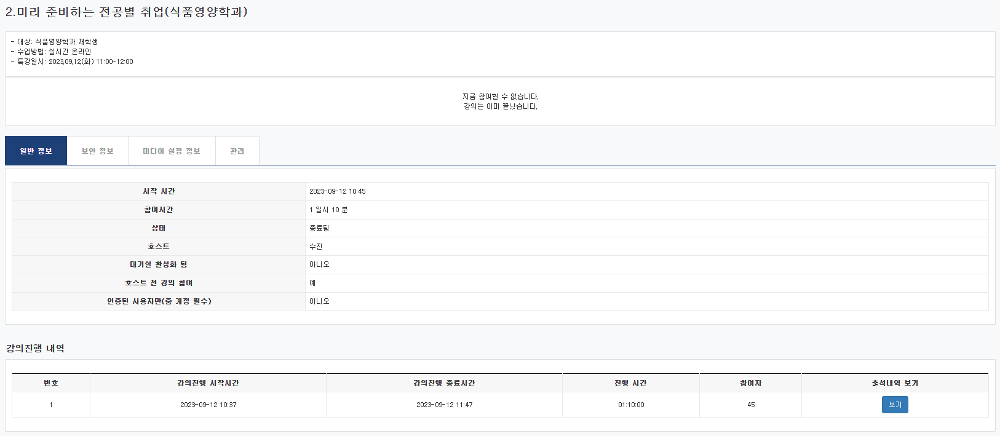 2.미리 준비하는 전공별 취업(식품영양학과)
- 대상: 식품영양학과 재학생
- 수업방법: 실시간 온라인
- 특강일시: 2023.09.12.(화) 11:00-12:00
지금 참여할 수 없습니다.
강의는 이미 끝났습니다.
일반 정보 보안 정보 미디어 설정 정보 관리
시작 시간 2023-09-12 10:45
참여시간 1 일시 10 분
상태 종료됨
호스트 수진
대기실 활성화 됨 아니오
호스트 전 강의 참여 예
인증된 사용자만(줌 계정 필수) 아니오
강의진행 내역
번호 강의진행 시작시간 강의진행 종료시간 진행 시간 참여자 출석내역 보기
1 2023-09-12 10:37 2023-09-12 11:47 01:10:00 45 보기